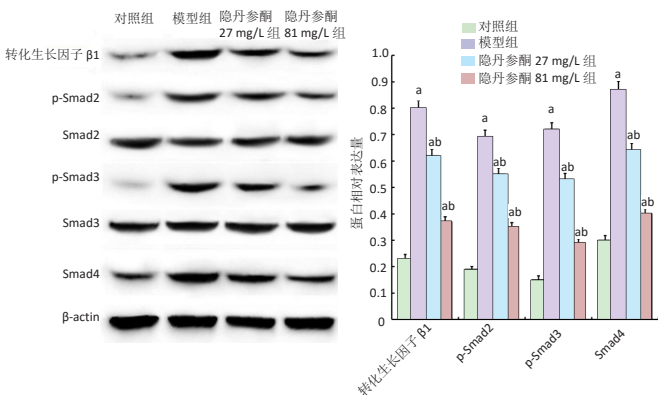 对照组
模型组
隐丹参酮
27 mg/L 组
隐丹参酮
81 mg/L 组
转化生长因子 β1
p-Smad2
Smad2
p-Smad3
Smad3
Smad4
β-actin
对照组
模型组
隐丹参酮 27 mg/L 组
隐丹参酮 81 mg/L 组
蛋白相对表达量
1.0
0.9
0.8
0.7
0.6
0.5
0.4
0.3
0.2
0.1
0
a
ab
ab
a
ab
ab
a
ab
ab
a
ab
ab
转化生长因子 β1
p-Smad2
p-Smad3
Smad4